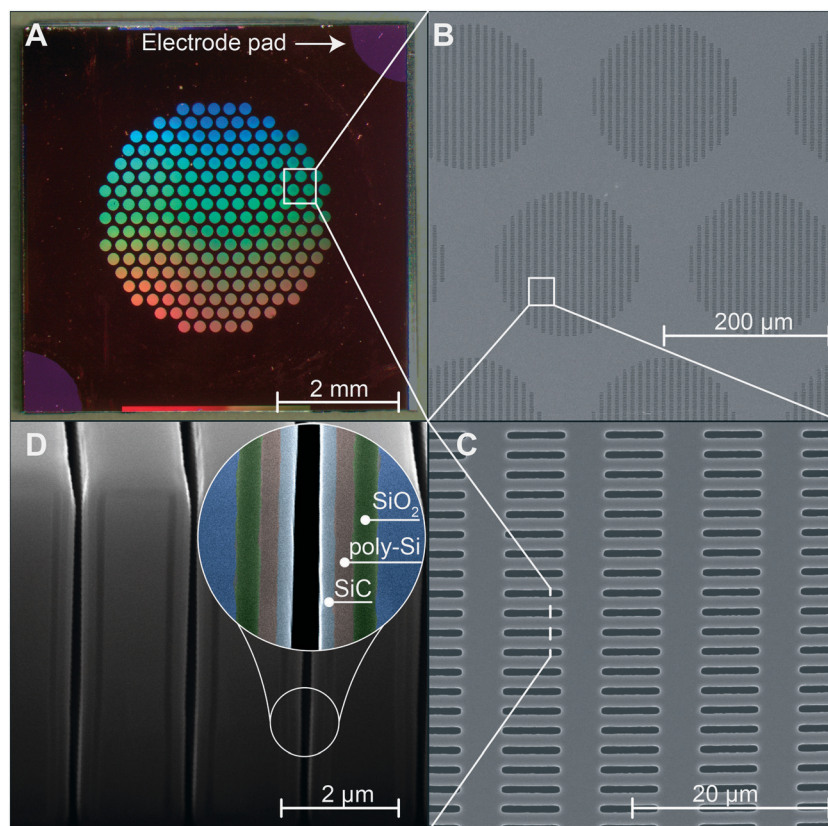 A
Electrode pad
2 mm
B
200 µm
D
SiO₂
poly-Si
SiC
2 µm
C
20 µm